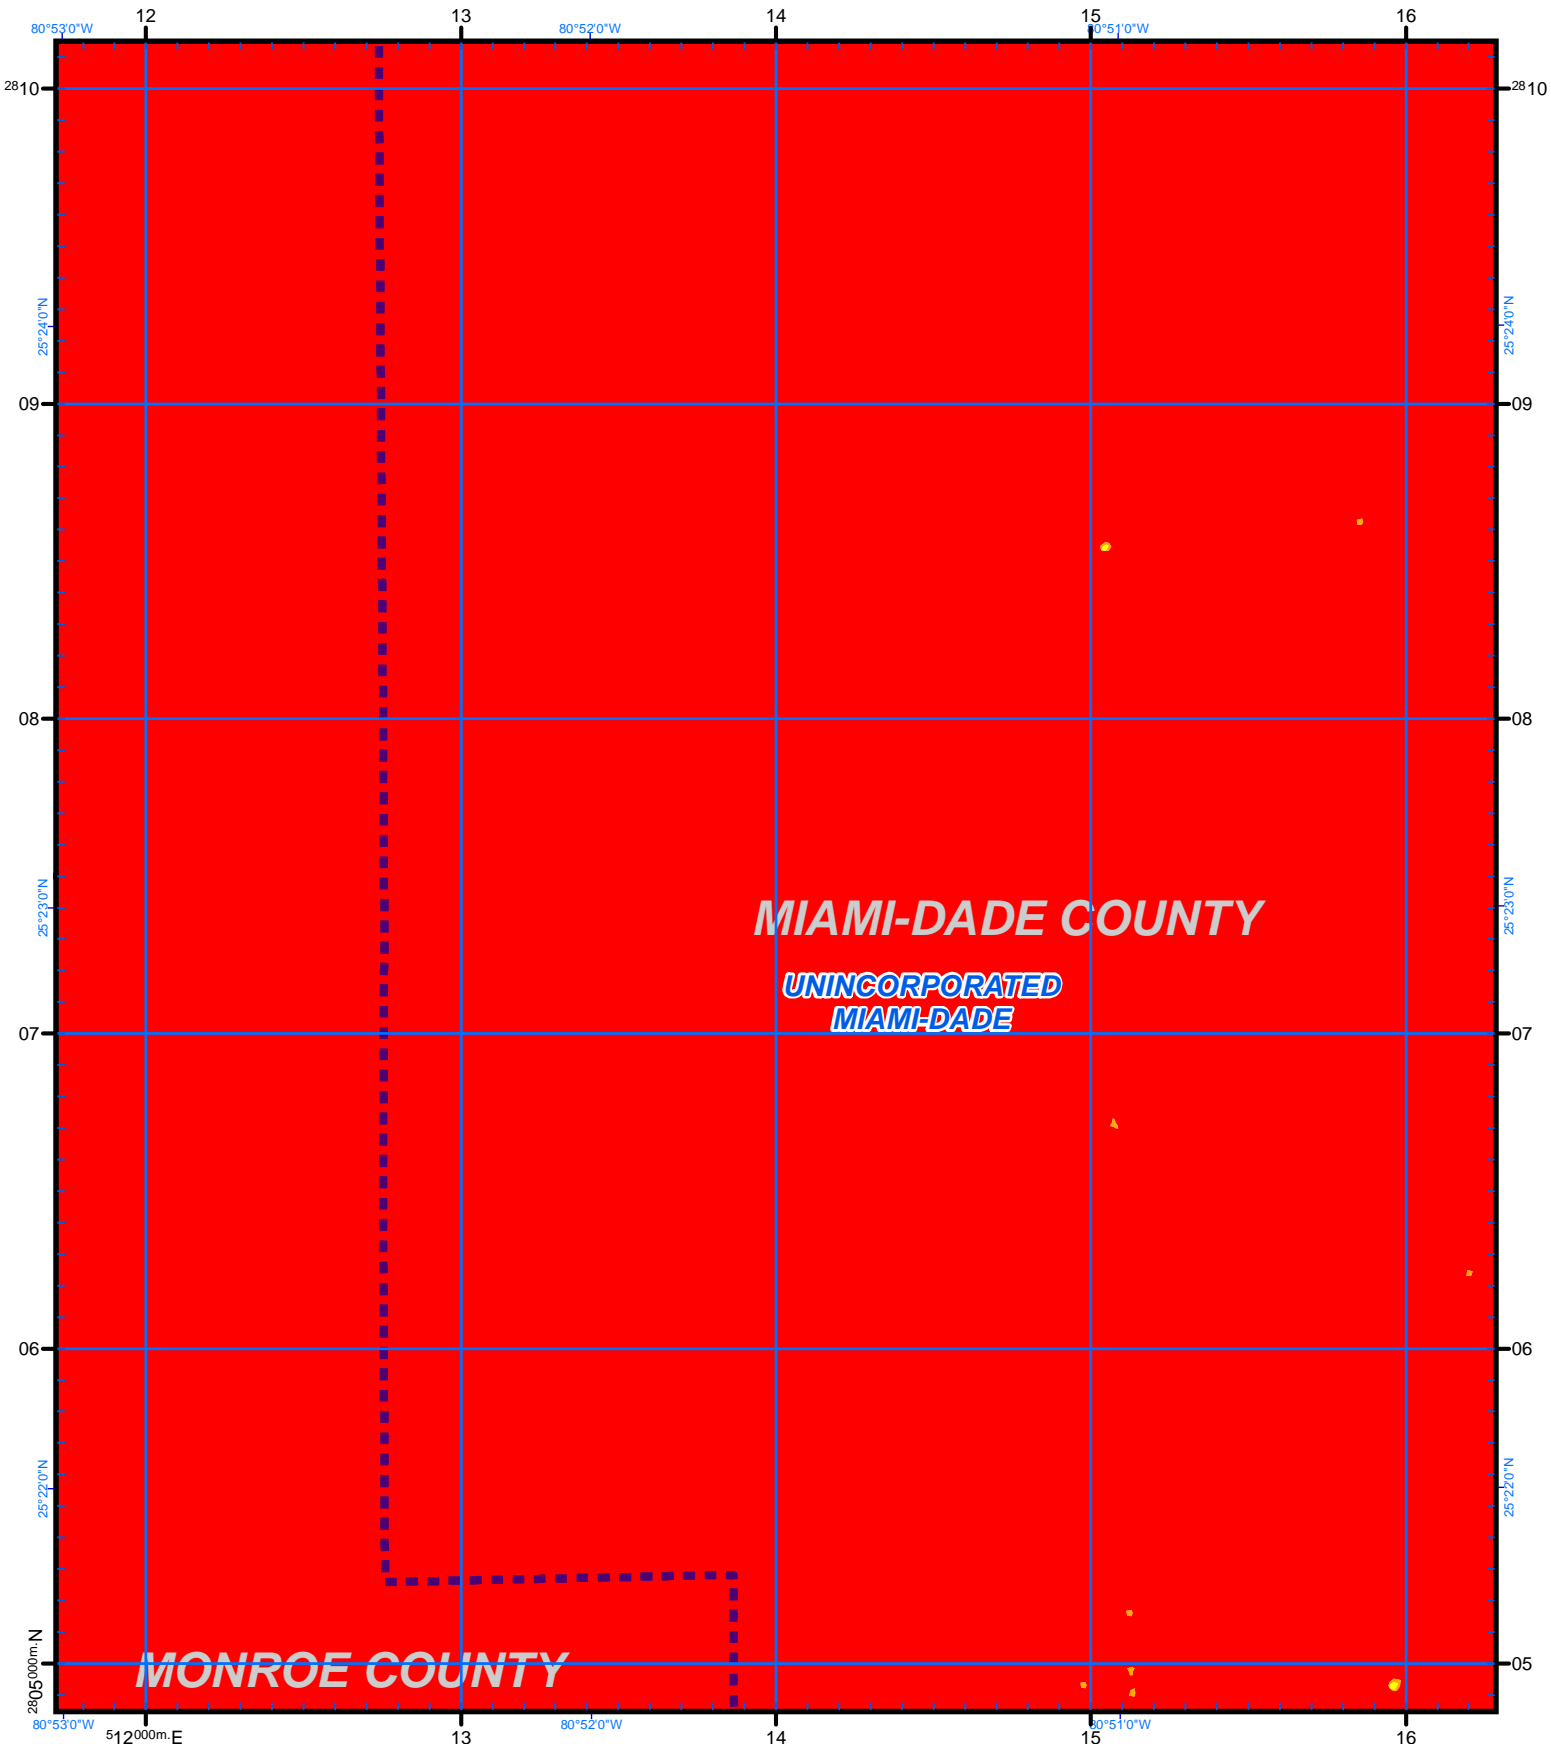 12 13 14 15 16
80°53'0"W 80°52'0"W 80°51'0"W
2810 2810
25°24'0"N 25°24'0"N
09 09
08 08
25°23'0"N 25°23'0"N
MIAMI-DADE COUNTY
UNINCORPORATED
MIAMI-DADE
07 07
06 06
25°22'0"N 25°22'0"N
MONROE COUNTY
2805000m.N 05
80°53'0"W 80°52'0"W 80°51'0"W
512000m.E 13 14 15 16